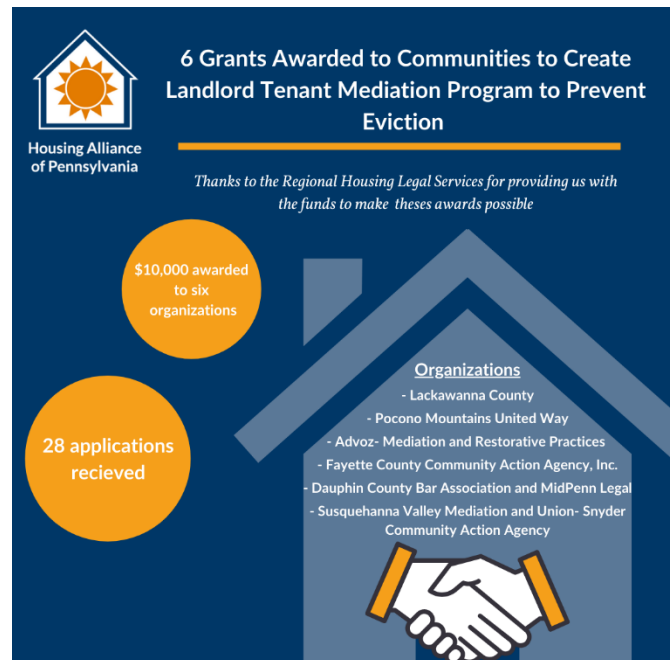 6 Grants Awarded to Communities to Create
Landlord Tenant Mediation Program to Prevent
Eviction
Housing Alliance
of Pennsylvania
Thanks to the Regional Housing Legal Services for providing us with
the funds to make theses awards possible
$10,000 awarded
to six
organizations
28 applications
recieved
Organizations
- Lackawanna County
- Pocono Mountains United Way
- Advoz- Mediation and Restorative Practices
- Fayette County Community Action Agency, Inc.
- Dauphin County Bar Association and MidPenn Legal
- Susquehanna Valley Mediation and Union- Snyder
Community Action Agency